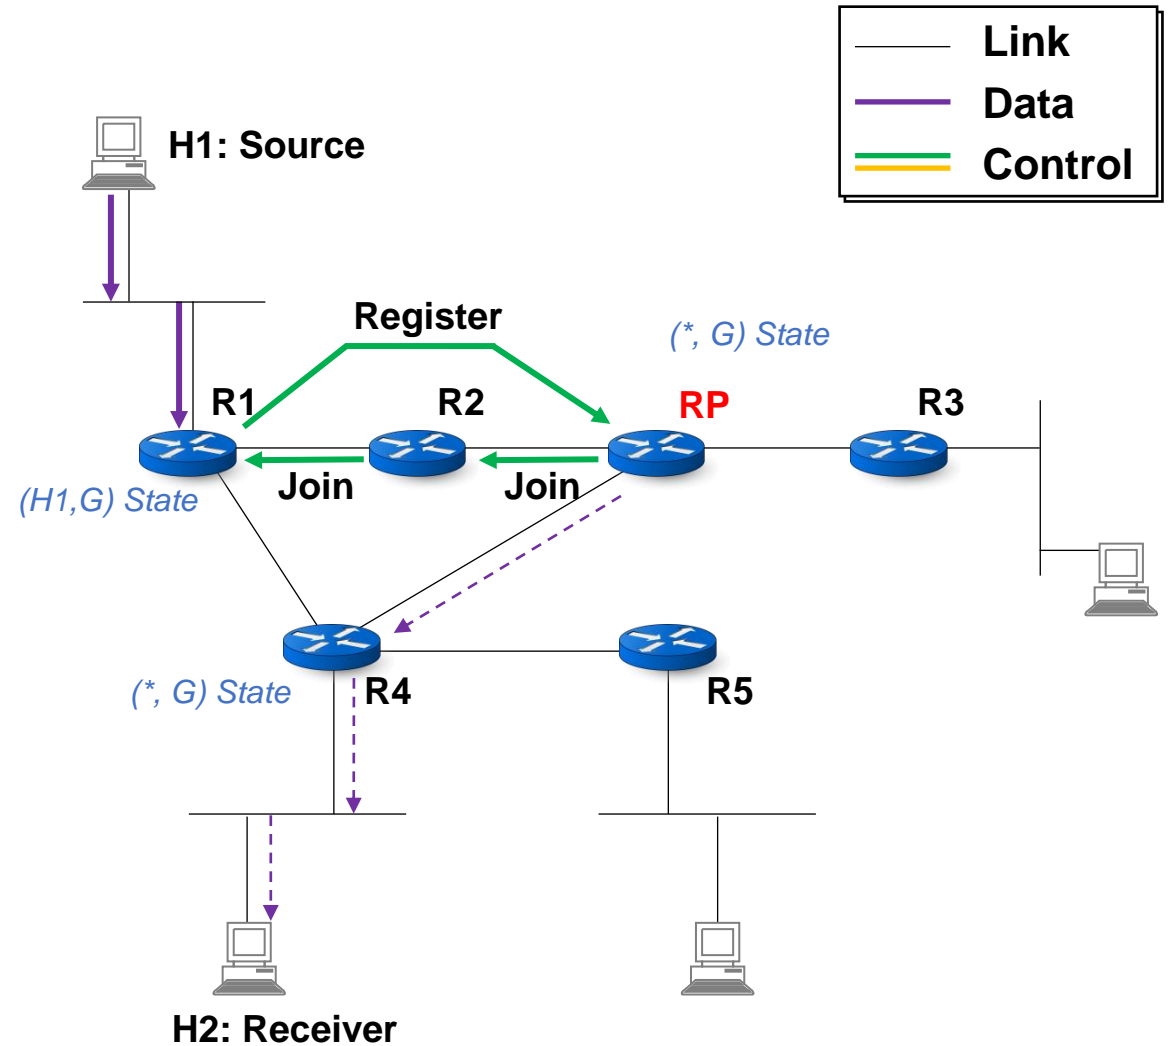 Link
Data
Control
H1: Source
Register
(*, G) State
R1
R2
RP
R3
Join
Join
(H1,G) State
(*, G) State
R4
R5
H2: Receiver